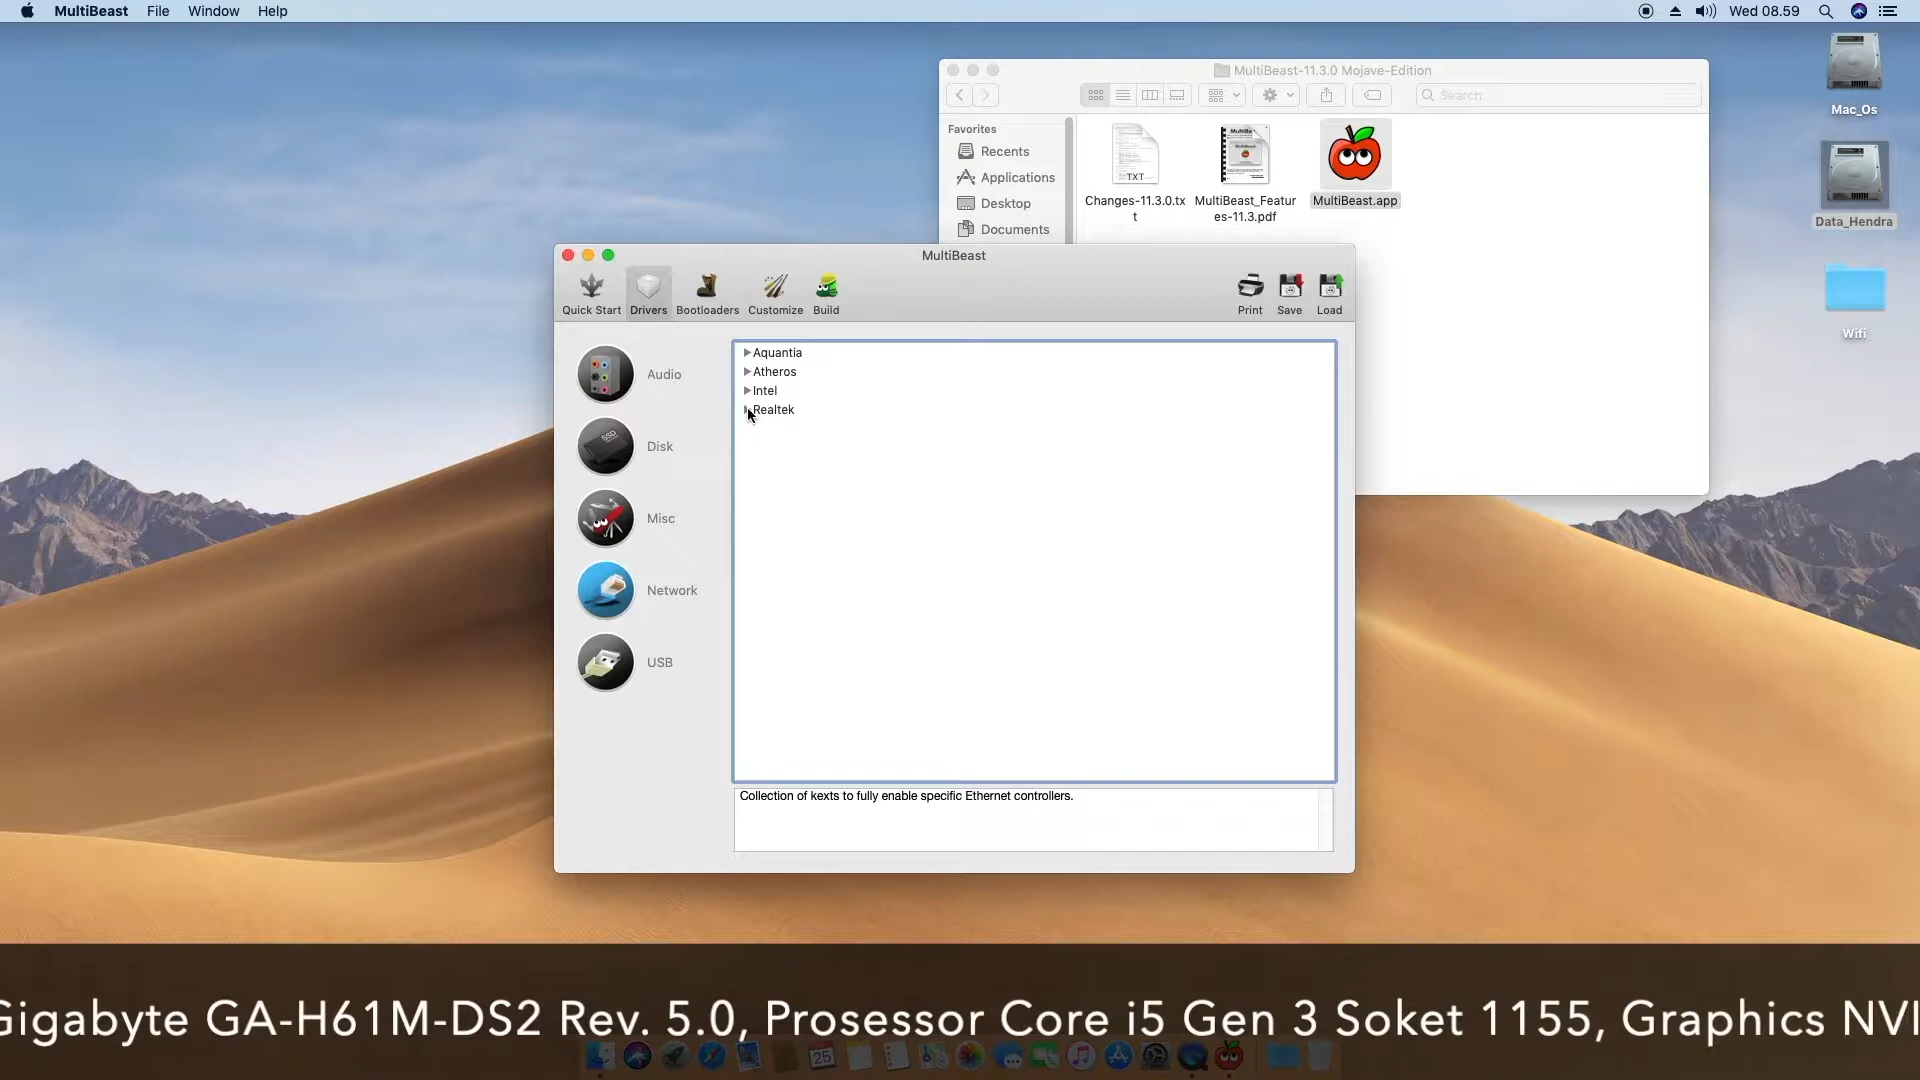 MultiBeast File Window Help
Wed 08.59
MultiBeast-11.3.0 Mojave-Edition
Search
Favorites
Recents
Applications
Desktop
Documents
TXT
Changes-11.3.0.tx
t
MultiBeast_Featur
es-11.3.pdf
MultiBeast.app
Mac_Os
Data_Hendra
Wifi
MultiBeast
Quick Start Drivers Bootloaders Customize Build
Print Save Load
Audio
Disk
Misc
Network
USB
SSD
Aquantia
Atheros
Intel
Realtek
Collection of kexts to fully enable specific Ethernet controllers.
Gigabyte GA-H61M-DS2 Rev. 5.0, Prosessor Core i5 Gen 3 Soket 1155, Graphics NVI
25